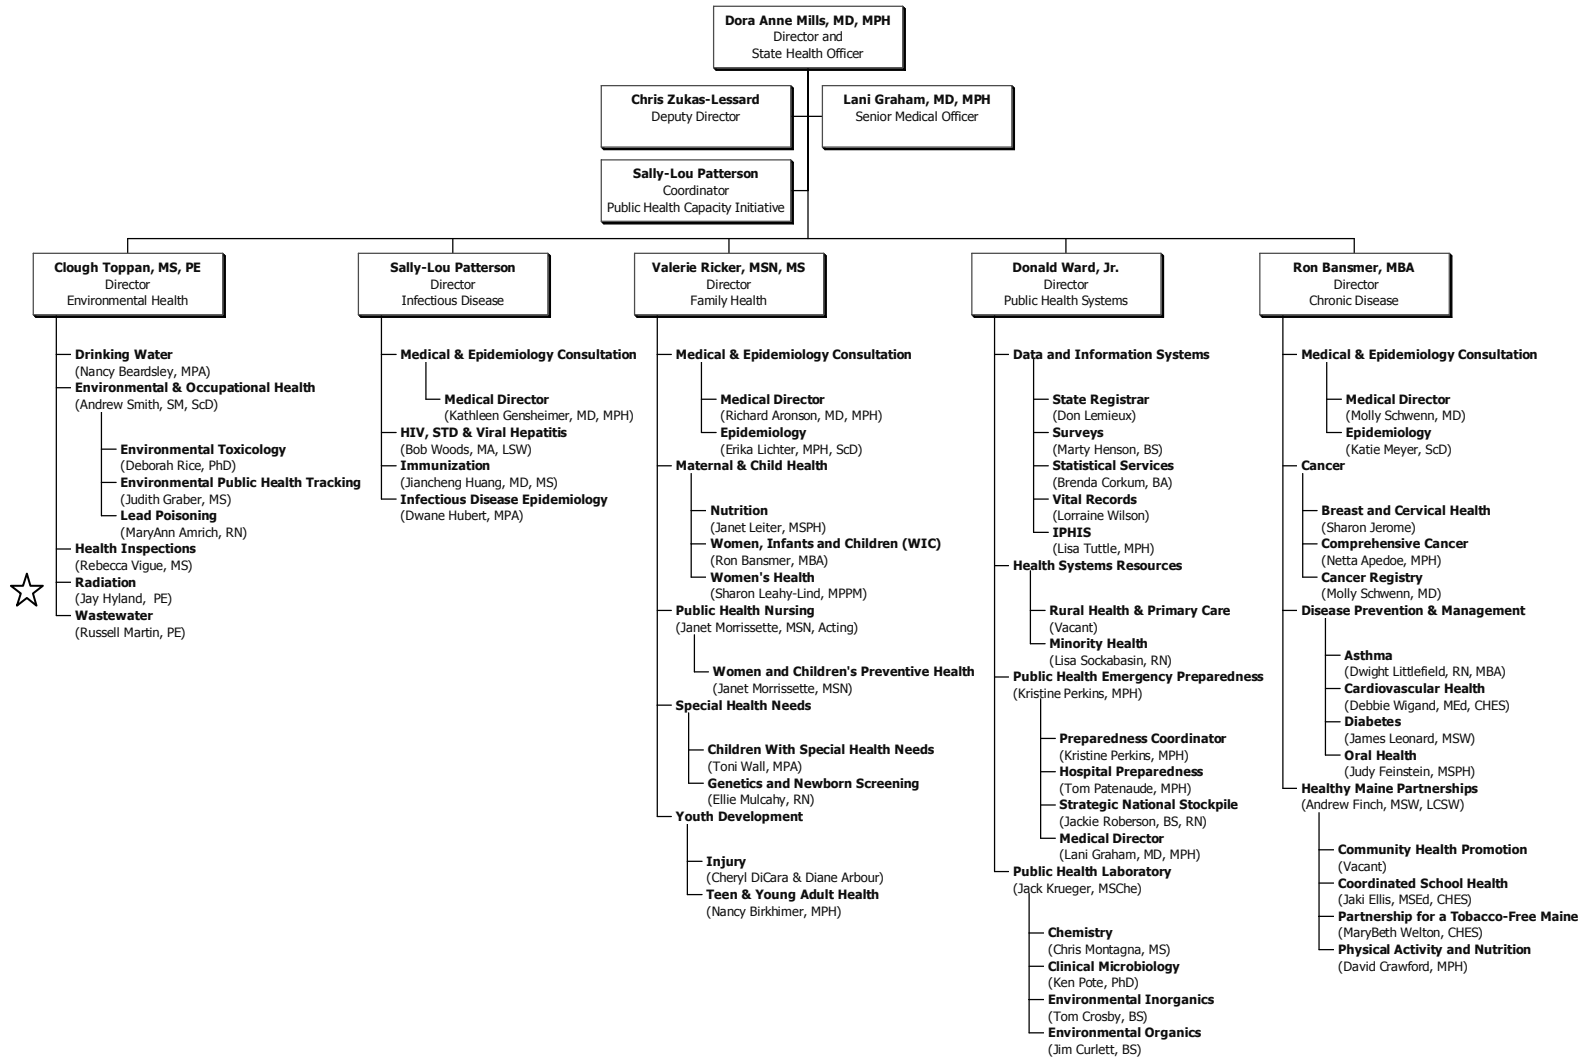 Dora Anne Mills, MD, MPH
Director and
State Health Officer
Chris Zukas-Lessard
Deputy Director
Lani Graham, MD, MPH
Senior Medical Officer
Sally-Lou Patterson
Coordinator
Public Health Capacity Initiative
Clough Toppan, MS, PE
Director
Environmental Health
Drinking Water
(Nancy Beardsley, MPA)
Environmental & Occupational Health
(Andrew Smith, SM, ScD)
Environmental Toxicology
(Deborah Rice, PhD)
Environmental Public Health Tracking
(Judith Graber, MS)
Lead Poisoning
(MaryAnn Amrich, RN)
Health Inspections
(Rebecca Vigue, MS)
Radiation
(Jay Hyland, PE)
Wastewater
(Russell Martin, PE)
Sally-Lou Patterson
Director
Infectious Disease
Medical & Epidemiology Consultation
Medical Director
(Kathleen Gensheimer, MD, MPH)
HIV, STD & Viral Hepatitis
(Bob Woods, MA, LSW)
Immunization
(Jiancheng Huang, MD, MS)
Infectious Disease Epidemiology
(Dwane Hubert, MPA)
Valerie Ricker, MSN, MS
Director
Family Health
Medical & Epidemiology Consultation
Medical Director
(Richard Aronson, MD, MPH)
Epidemiology
(Erika Lichter, MPH, ScD)
Maternal & Child Health
Nutrition
(Janet Leiter, MSPH)
Women, Infants and Children (WIC)
(Ron Bansmer, MBA)
Women's Health
(Sharon Leahy-Lind, MPPM)
Public Health Nursing
(Janet Morrissette, MSN, Acting)
Women and Children's Preventive Health
(Janet Morrissette, MSN)
Special Health Needs
Children With Special Health Needs
(Toni Wall, MPA)
Genetics and Newborn Screening
(Ellie Mulcahy, RN)
Youth Development
Injury
(Cheryl DiCara & Diane Arbour)
Teen & Young Adult Health
(Nancy Birkhimer, MPH)
Donald Ward, Jr.
Director
Public Health Systems
Data and Information Systems
State Registrar
(Don Lemieux)
Surveys
(Marty Henson, BS)
Statistical Services
(Brenda Corkum, BA)
Vital Records
(Lorraine Wilson)
IPHIS
(Lisa Tuttle, MPH)
Health Systems Resources
Rural Health & Primary Care
(Vacant)
Minority Health
(Lisa Sockabasin, RN)
Public Health Emergency Preparedness
(Kristine Perkins, MPH)
Preparedness Coordinator
(Kristine Perkins, MPH)
Hospital Preparedness
(Tom Patenaude, MPH)
Strategic National Stockpile
(Jackie Roberson, BS, RN)
Medical Director
(Lani Graham, MD, MPH)
Public Health Laboratory
(Jack Krueger, MSChe)
Chemistry
(Chris Montagna, MS)
Clinical Microbiology
(Ken Pote, PhD)
Environmental Inorganics
(Tom Crosby, BS)
Environmental Organics
(Jim Curlett, BS)
Ron Bansmer, MBA
Director
Chronic Disease
Medical & Epidemiology Consultation
Medical Director
(Molly Schwenn, MD)
Epidemiology
(Katie Meyer, ScD)
Cancer
Breast and Cervical Health
(Sharon Jerome)
Comprehensive Cancer
(Netta Apedoe, MPH)
Cancer Registry
(Molly Schwenn, MD)
Disease Prevention & Management
Asthma
(Dwight Littlefield, RN, MBA)
Cardiovascular Health
(Debbie Wigand, MEd, CHES)
Diabetes
(James Leonard, MSW)
Oral Health
(Judy Feinstein, MSPH)
Healthy Maine Partnerships
(Andrew Finch, MSW, LCSW)
Community Health Promotion
(Vacant)
Coordinated School Health
(Jaki Ellis, MSEd, CHES)
Partnership for a Tobacco-Free Maine
(MaryBeth Welton, CHES)
Physical Activity and Nutrition
(David Crawford, MPH)